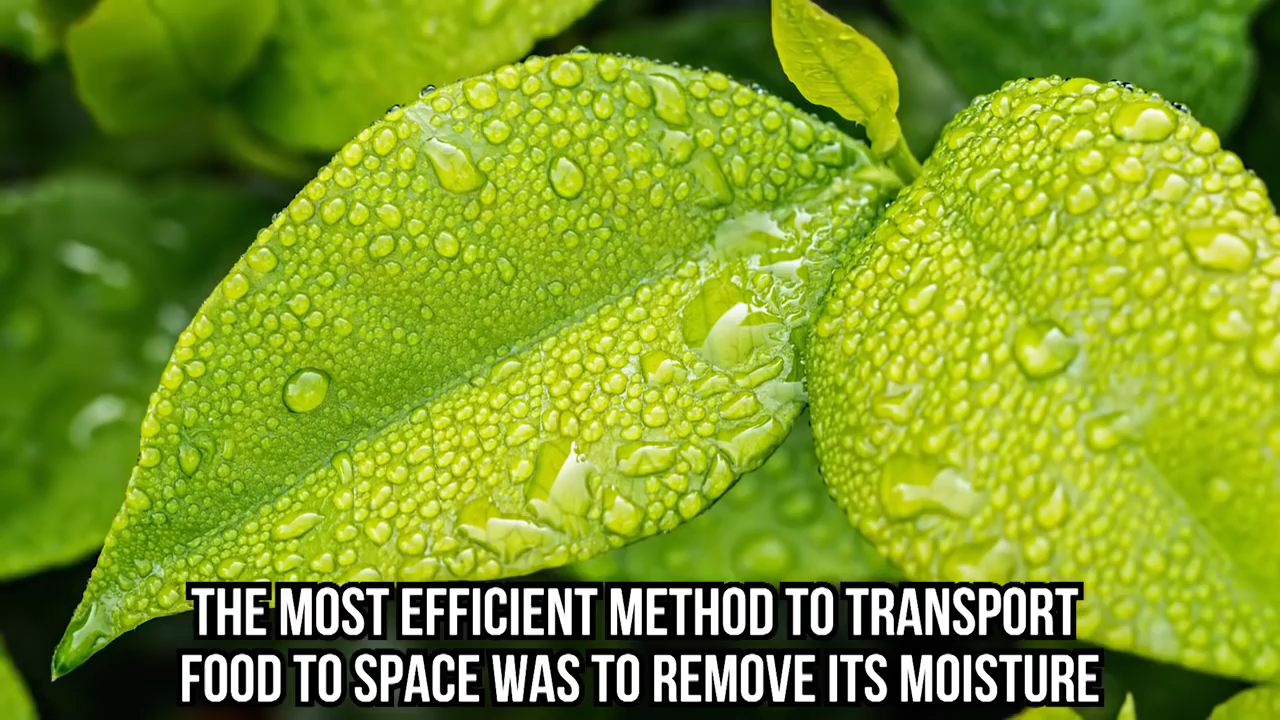 THE MOST EFFICIENT METHOD TO TRANSPORT
FOOD TO SPACE WAS TO REMOVE ITS MOISTURE